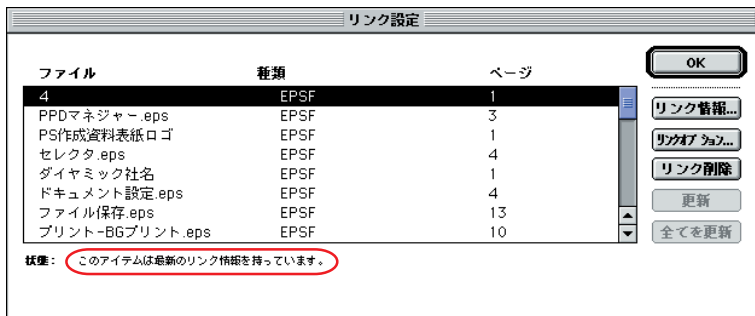 リンク設定
ファイル 種類 ページ
4 EPSF 1
PPDマネジャー.eps EPSF 3
PS作成資料表紙ロゴ EPSF 1
セレクタ.eps EPSF 4
ダイヤミック社名 EPSF 1
ドキュメント設定.eps EPSF 4
ファイル保存.eps EPSF 13
プリント-BGプリント.eps EPSF 10
状態: このアイテムは最新のリンク情報を持っています。
OK
リンク情報...
リンクオプション...
リンク削除
更新
全てを更新